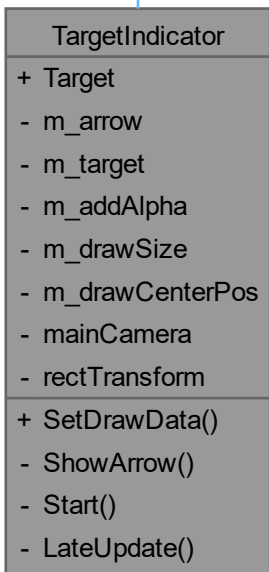 TargetIndicator
+ Target
- m_arrow
- m_target
- m_addAlpha
- m_drawSize
- m_drawCenterPos
- mainCamera
- rectTransform
+ SetDrawData()
- ShowArrow()
- Start()
- LateUpdate()